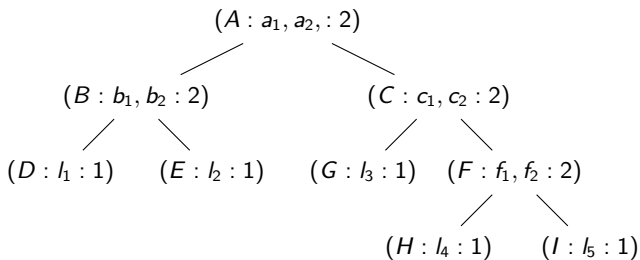 (A : a₁, a₂, : 2)
(B : b₁, b₂ : 2) (C : c₁, c₂ : 2)
(D : l₁ : 1) (E : l₂ : 1) (G : l₃ : 1) (F : f₁, f₂ : 2)
(H : l₄ : 1) (I : l₅ : 1)